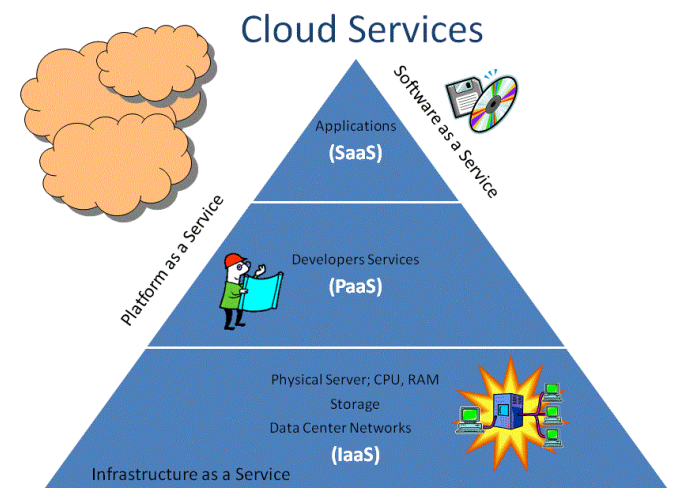 Cloud Services
Software as a Service
Applications
(SaaS)
Platform as a Service
Developers Services
(PaaS)
Physical Server; CPU, RAM
Storage
Data Center Networks
(IaaS)
Infrastructure as a Service